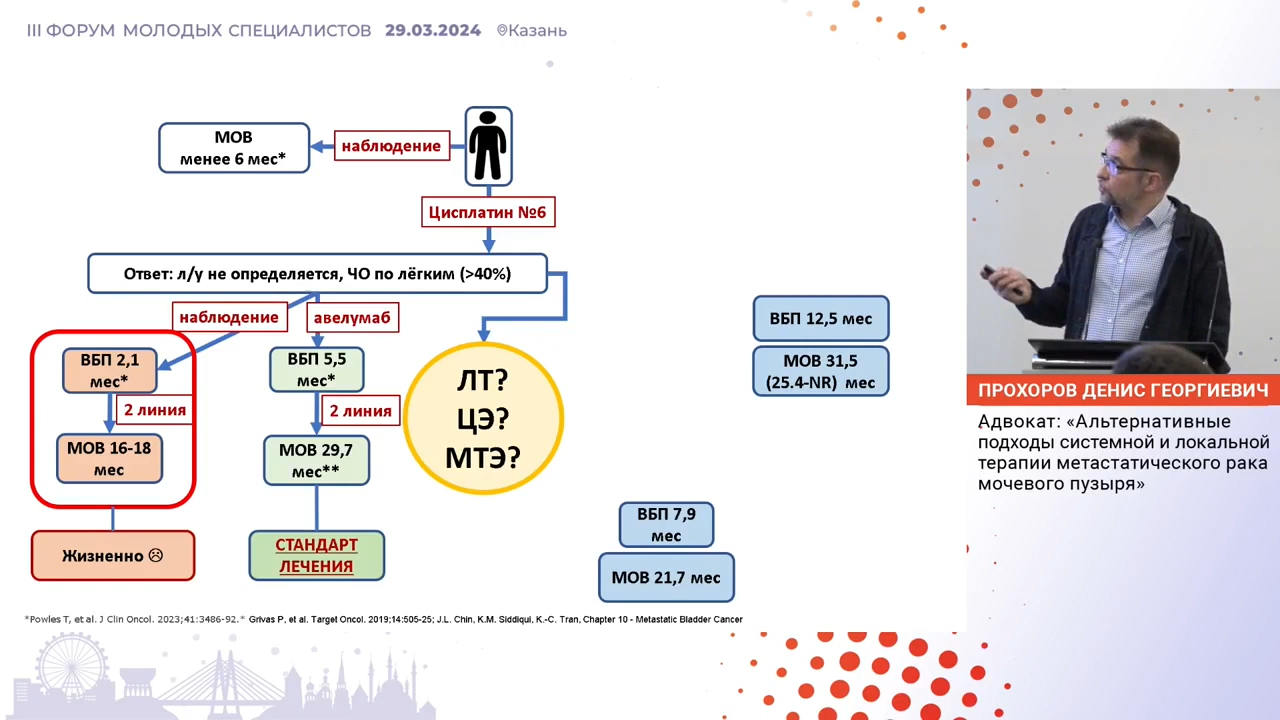 III ФОРУМ МОЛОДЫХ СПЕЦИАЛИСТОВ 29.03.2024 Казань
МОВ
менее 6 мес*
наблюдение
Цисплатин №6
Ответ: л/у не определяется, ЧО по лёгким (>40%)
наблюдение
авелумаб
ВБП 2,1
мес*
ВБП 5,5
мес*
2 линия
2 линия
МОВ 16-18
мес
МОВ 29,7
мес**
ЛТ?
ЦЭ?
МТЭ?
ВБП 12,5 мес
МОВ 31,5
(25.4-NR) мес
ВБП 7,9
мес
МОВ 21,7 мес
Жизненно ☹
СТАНДАРТ
ЛЕЧЕНИЯ
*Powles T, et al. J Clin Oncol. 2023;41:3486-92.* Grivas P, et al. Target Oncol. 2019;14:505-25; J.L. Chin, K.M. Siddiqui, K.-C. Tran, Chapter 10 - Metastatic Bladder Cancer
ПРОХОРОВ ДЕНИС ГЕОРГИЕВИЧ
Адвокат: «Альтернативные
подходы системной и локальной
терапии метастатического рака
мочевого пузыря»